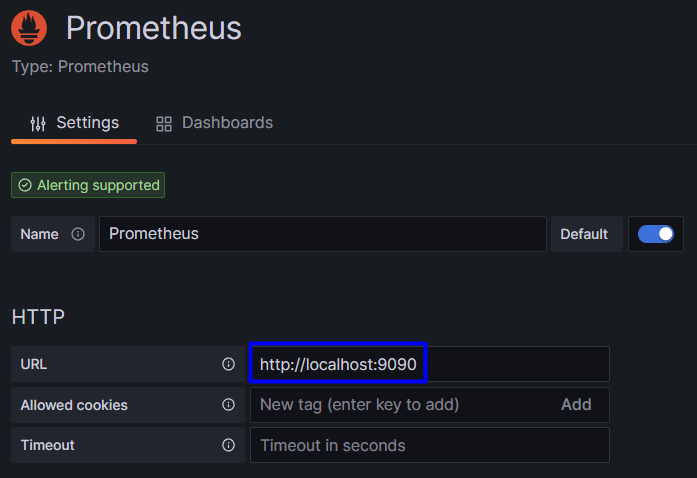 Prometheus
Type: Prometheus
Settings Dashboards
Alerting supported
Name Prometheus Default
HTTP
URL http://localhost:9090
Allowed cookies New tag (enter key to add) Add
Timeout Timeout in seconds